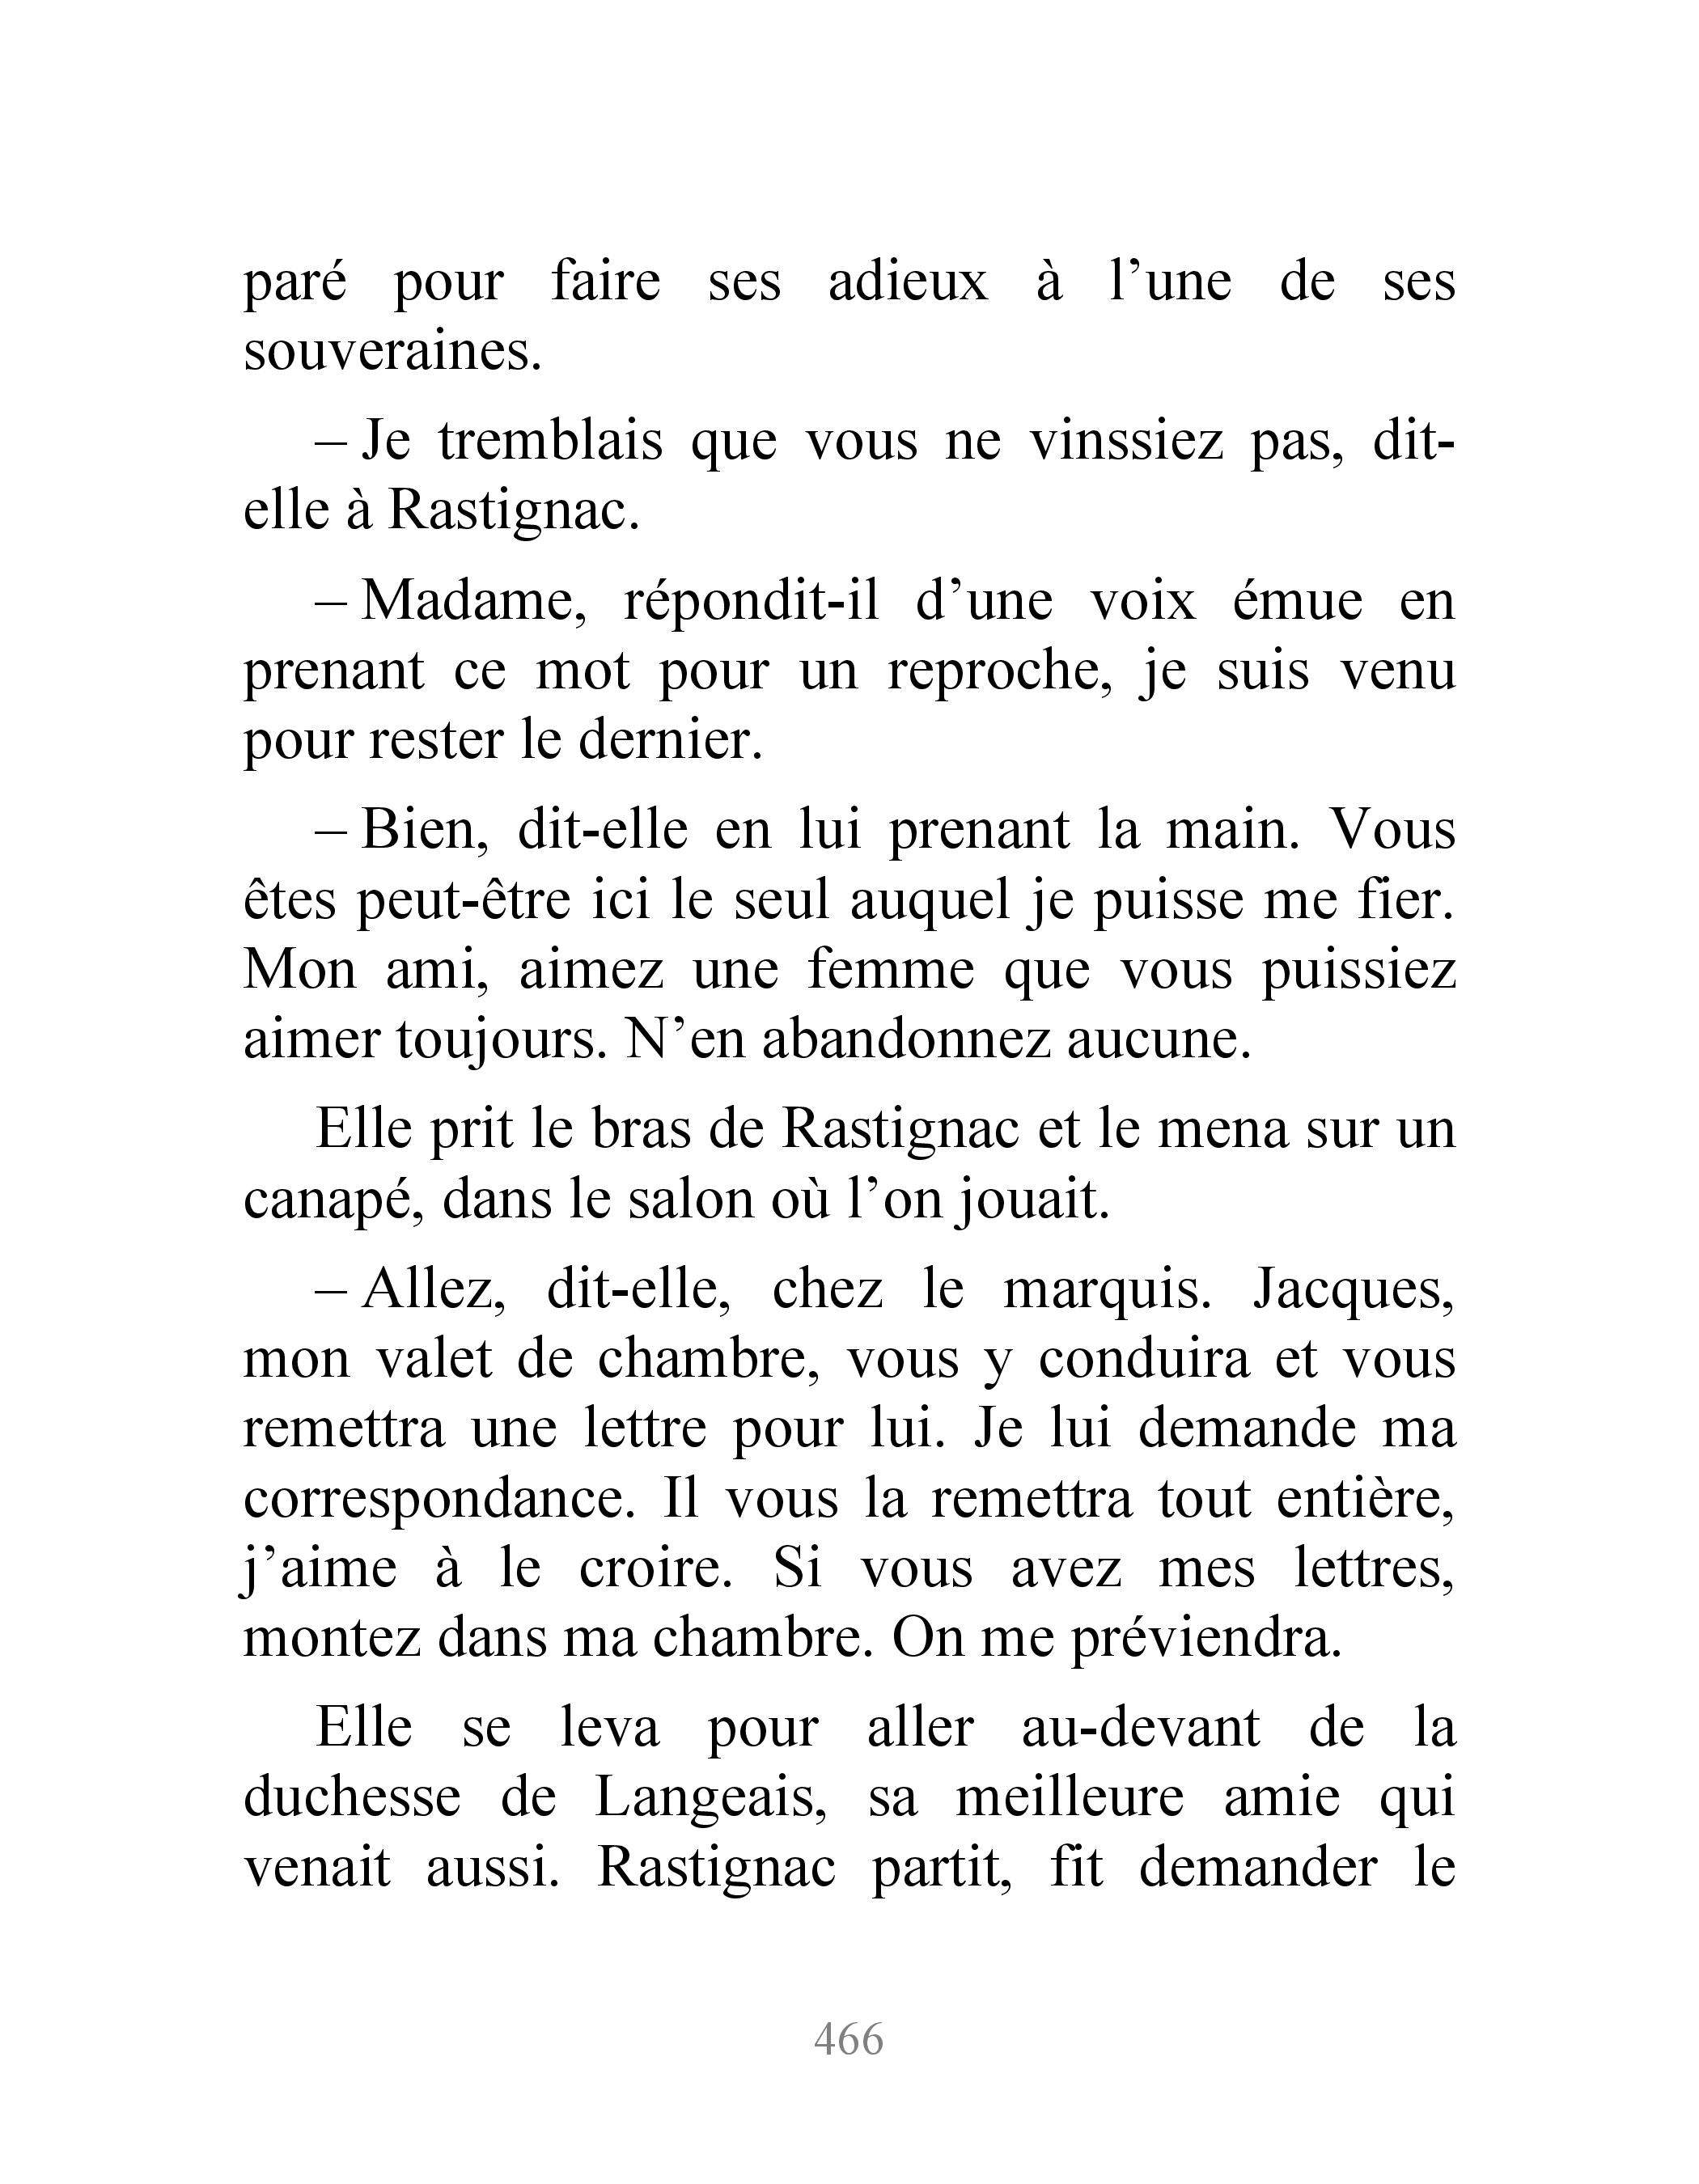 paré pour faire ses adieux à l’une de ses
souveraines.
– Je tremblais que vous ne vinssiez pas, dit-
elle à Rastignac.
– Madame, répondit-il d’une voix émue en
prenant ce mot pour un reproche, je suis venu
pour rester le dernier.
– Bien, dit-elle en lui prenant la main. Vous
êtes peut-être ici le seul auquel je puisse me fier.
Mon ami, aimez une femme que vous puissiez
aimer toujours. N’en abandonnez aucune.
Elle prit le bras de Rastignac et le mena sur un
canapé, dans le salon où l’on jouait.
– Allez, dit-elle, chez le marquis. Jacques,
mon valet de chambre, vous y conduira et vous
remettra une lettre pour lui. Je lui demande ma
correspondance. Il vous la remettra tout entière,
j’aime à le croire. Si vous avez mes lettres,
montez dans ma chambre. On me préviendra.
Elle se leva pour aller au-devant de la
duchesse de Langeais, sa meilleure amie qui
venait aussi. Rastignac partit, fit demander le
466